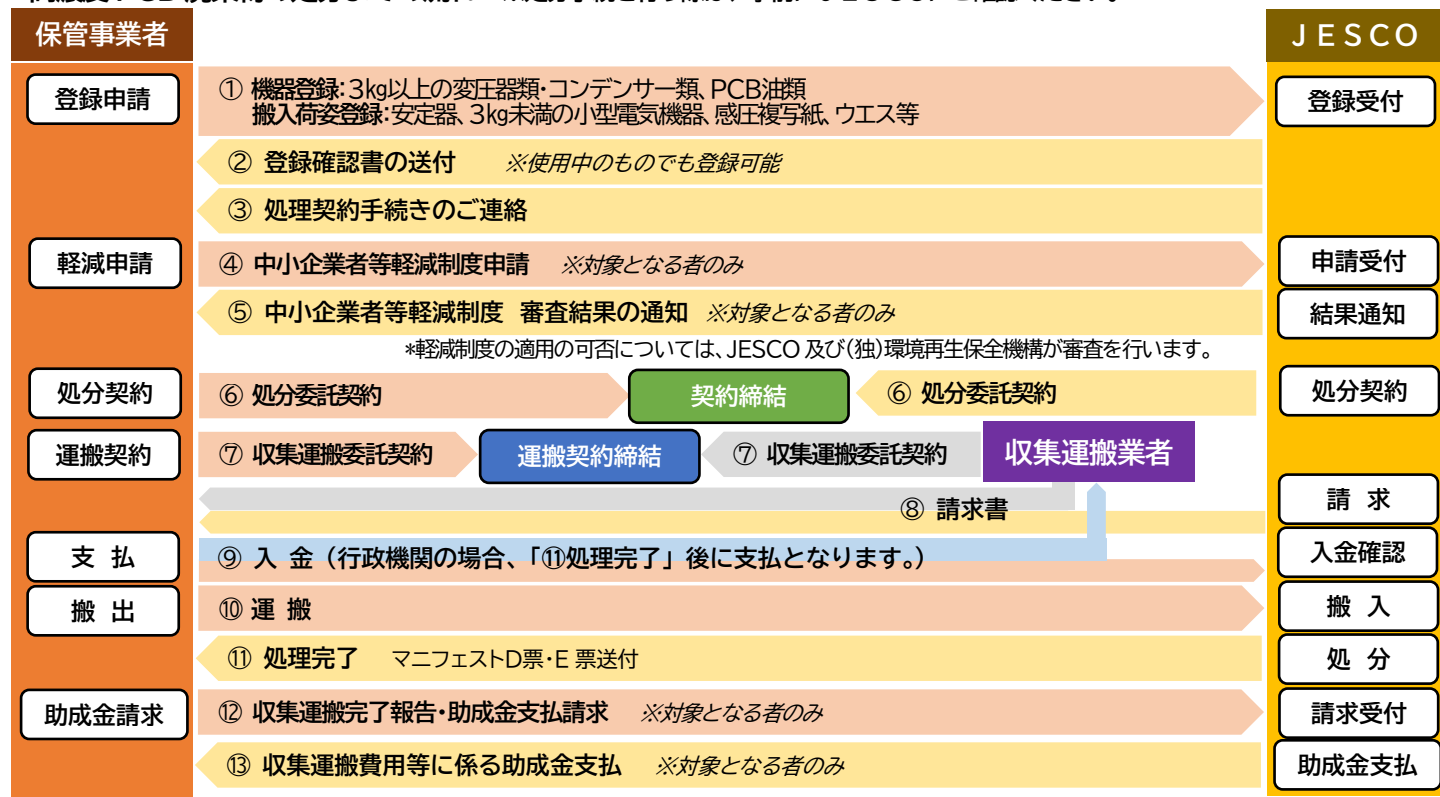 保管事業者
JESCO
登録申請
① 機器登録:3kg以上の変圧器類・コンデンサー類、PCB油類
搬入荷姿登録:安定器、3kg未満の小型電気機器、感圧複写紙、ウエス等
登録受付
② 登録確認書の送付 ※使用中のものでも登録可能
③ 処理契約手続きのご連絡
軽減申請
④ 中小企業者等軽減制度申請 ※対象となる者のみ
申請受付
⑤ 中小企業者等軽減制度 審査結果の通知 ※対象となる者のみ
結果通知
*軽減制度の適用の可否については、JESCO 及び(独)環境再生保全機構が審査を行います。
処分契約
⑥ 処分委託契約
契約締結
⑥ 処分委託契約
処分契約
運搬契約
⑦ 収集運搬委託契約
運搬契約締結
⑦ 収集運搬委託契約
収集運搬業者
⑧ 請求書
請 求
支 払
⑨ 入 金(行政機関の場合、「⑪処理完了」後に支払となります。)
入金確認
搬 出
⑩ 運 搬
搬 入
⑪ 処理完了 マニフェストD票・E 票送付
処 分
助成金請求
⑫ 収集運搬完了報告・助成金支払請求 ※対象となる者のみ
請求受付
⑬ 収集運搬費用等に係る助成金支払 ※対象となる者のみ
助成金支払